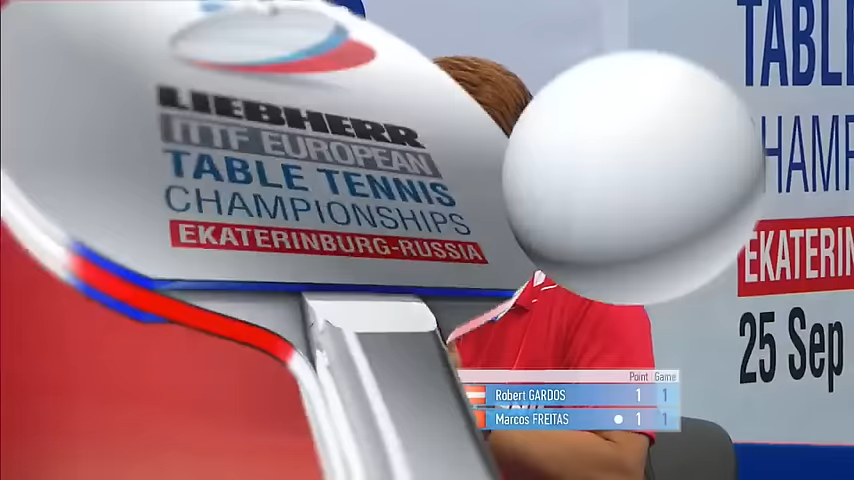 LIEBHERR
ITTF EUROPEAN
TABLE TENNIS
CHAMPIONSHIPS
EKATERINBURG-RUSSIA
TABL
HAM
EKATERIN
25 Sep
Point Game
Robert GARDOS 1 1
Marcos FREITAS 1 1